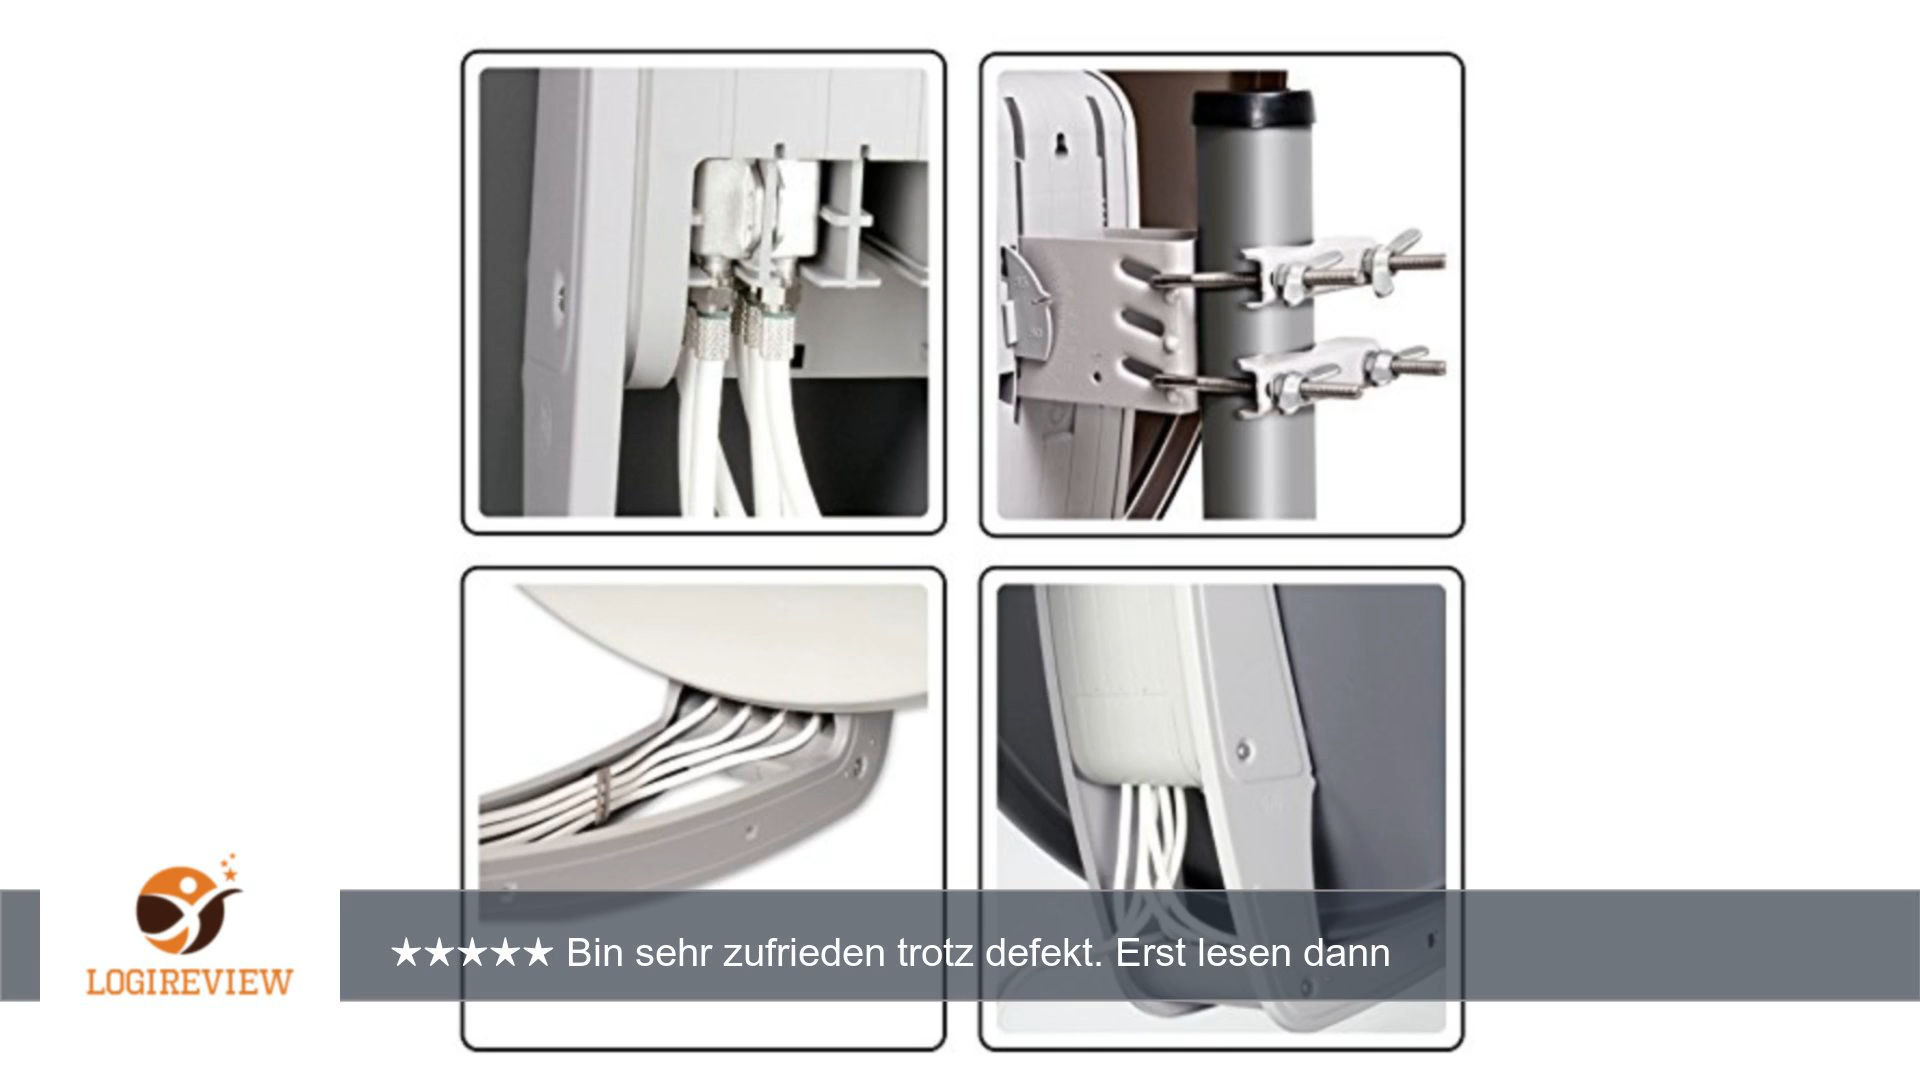 ★★★★★ Bin sehr zufrieden trotz defekt. Erst lesen dann
LOGIREVIEW